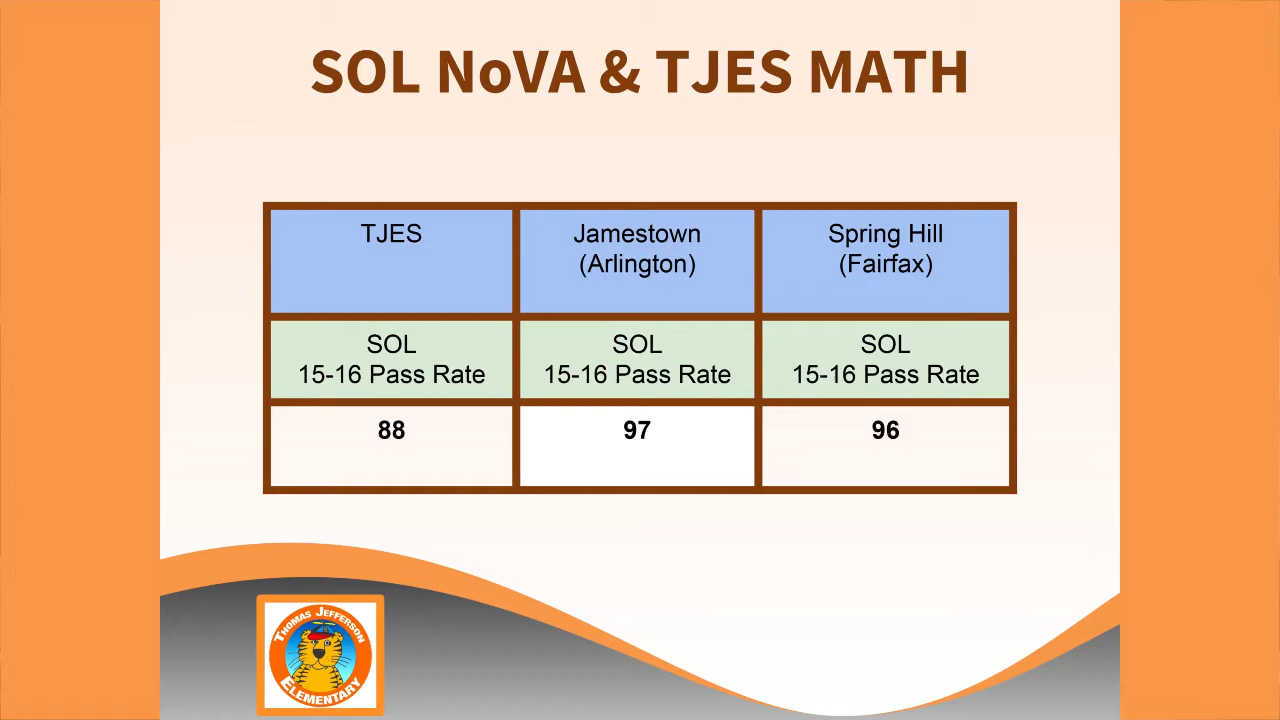 SOL NoVA & TJES MATH
TJES
Jamestown
(Arlington)
Spring Hill
(Fairfax)
SOL
15-16 Pass Rate
SOL
15-16 Pass Rate
SOL
15-16 Pass Rate
88
97
96
THOMAS JEFFERSON
ELEMENTARY